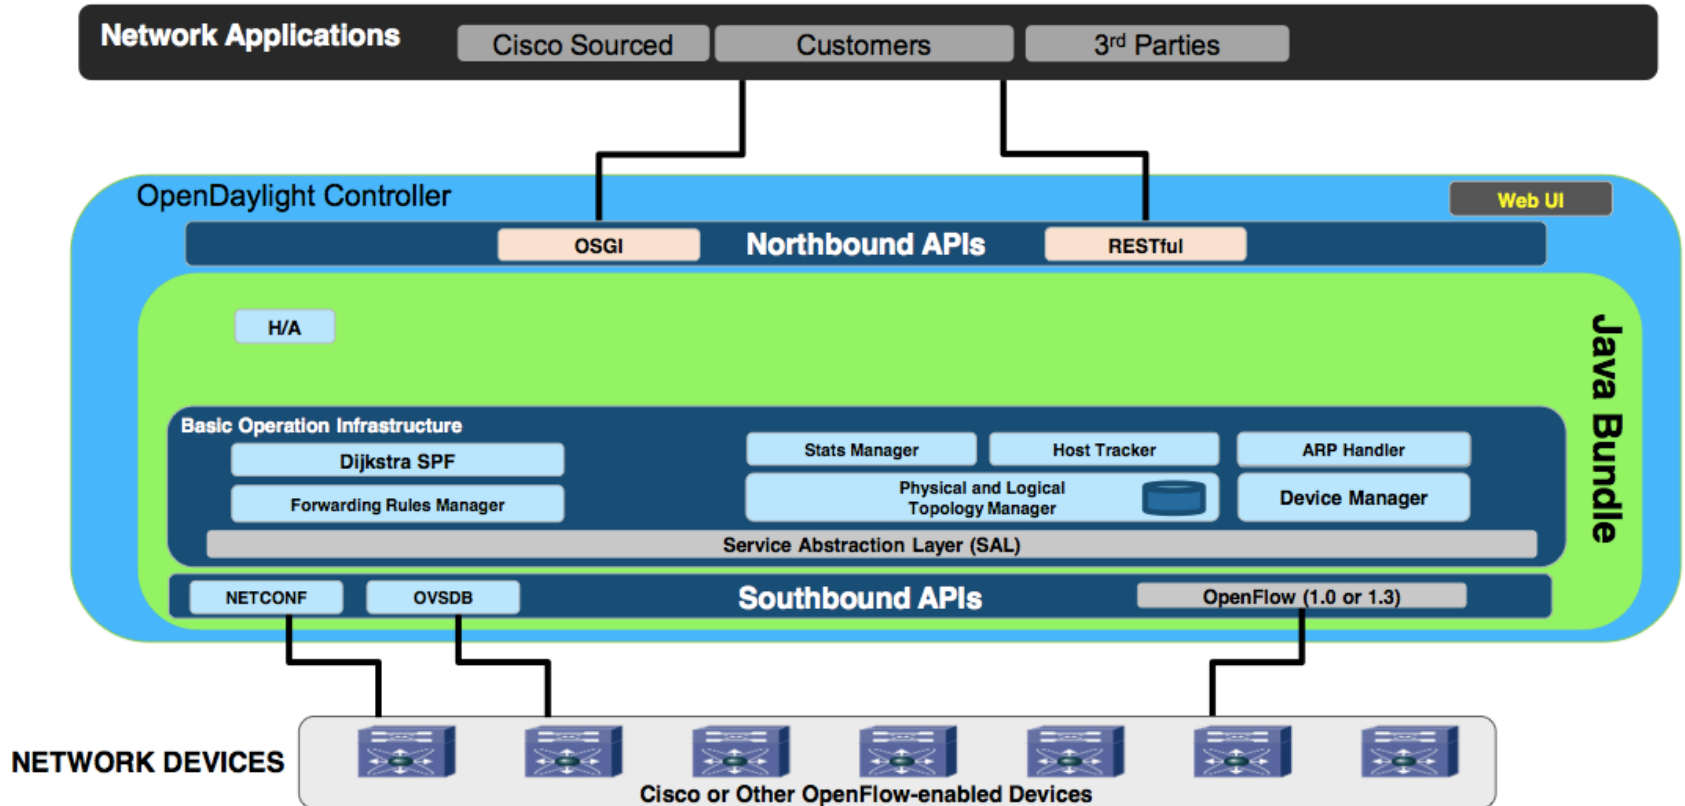 Network Applications
Cisco Sourced
Customers
3rd Parties
OpenDaylight Controller
Web UI
OSGI
Northbound APIs
RESTful
H/A
Java Bundle
Basic Operation Infrastructure
Dijkstra SPF
Stats Manager
Host Tracker
ARP Handler
Forwarding Rules Manager
Physical and Logical
Topology Manager
Device Manager
Service Abstraction Layer (SAL)
NETCONF
OVSDB
Southbound APIs
OpenFlow (1.0 or 1.3)
NETWORK DEVICES
Cisco or Other OpenFlow-enabled Devices